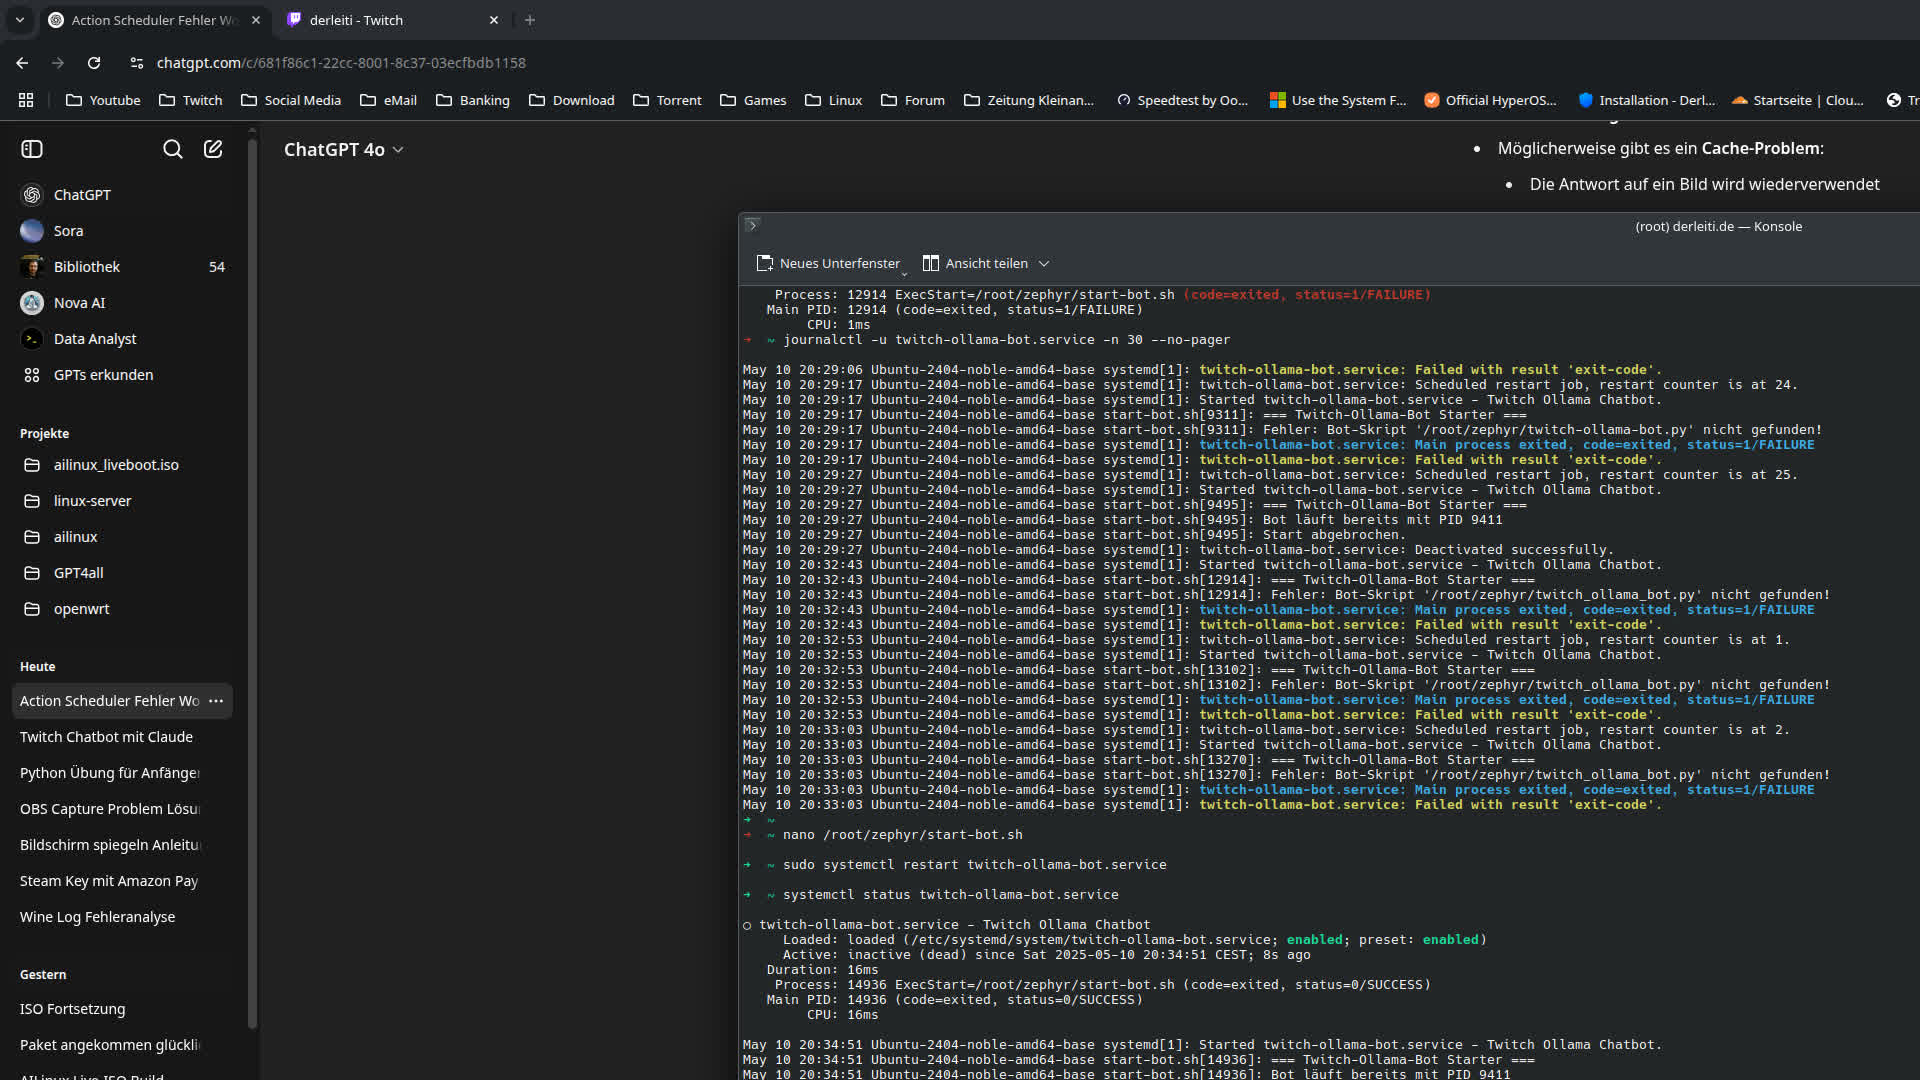 Action Scheduler Fehler Wo
derleiti - Twitch
chatgpt.com/c/681f86c1-22cc-8001-8c37-03ecfbdb1158
Youtube
Twitch
Social Media
eMail
Banking
Download
Torrent
Games
Linux
Forum
Zeitung Kleinan...
Speedtest by Oo...
Use the System F...
Official HyperOS...
Installation - Derl...
Startseite | Clou...
Tr
ChatGPT 4o
ChatGPT
Sora
Bibliothek 54
Nova AI
Data Analyst
GPTs erkunden
Projekte
ailinux_liveboot.iso
linux-server
ailinux
GPT4all
openwrt
Heute
Action Scheduler Fehler Wo ...
Twitch Chatbot mit Claude
Python Übung für Anfänger
OBS Capture Problem Lösu
Bildschirm spiegeln Anleitu
Steam Key mit Amazon Pay
Wine Log Fehleranalyse
Gestern
ISO Fortsetzung
Paket angekommen glückli
AILinux Live ISO Build
• Möglicherweise gibt es ein Cache-Problem:
• Die Antwort auf ein Bild wird wiederverwendet
(root) derleiti.de — Konsole
Neues Unterfenster
Ansicht teilen
Process: 12914 ExecStart=/root/zephyr/start-bot.sh (code=exited, status=1/FAILURE)
Main PID: 12914 (code=exited, status=1/FAILURE)
CPU: 1ms
➜ ~ journalctl -u twitch-ollama-bot.service -n 30 --no-pager
May 10 20:29:06 Ubuntu-2404-noble-amd64-base systemd[1]: twitch-ollama-bot.service: Failed with result 'exit-code'.
May 10 20:29:17 Ubuntu-2404-noble-amd64-base systemd[1]: twitch-ollama-bot.service: Scheduled restart job, restart counter is at 24.
May 10 20:29:17 Ubuntu-2404-noble-amd64-base systemd[1]: Started twitch-ollama-bot.service - Twitch Ollama Chatbot.
May 10 20:29:17 Ubuntu-2404-noble-amd64-base start-bot.sh[9311]: === Twitch-Ollama-Bot Starter ===
May 10 20:29:17 Ubuntu-2404-noble-amd64-base start-bot.sh[9311]: Fehler: Bot-Skript '/root/zephyr/twitch-ollama-bot.py' nicht gefunden!
May 10 20:29:17 Ubuntu-2404-noble-amd64-base systemd[1]: twitch-ollama-bot.service: Main process exited, code=exited, status=1/FAILURE
May 10 20:29:17 Ubuntu-2404-noble-amd64-base systemd[1]: twitch-ollama-bot.service: Failed with result 'exit-code'.
May 10 20:29:27 Ubuntu-2404-noble-amd64-base systemd[1]: twitch-ollama-bot.service: Scheduled restart job, restart counter is at 25.
May 10 20:29:27 Ubuntu-2404-noble-amd64-base systemd[1]: Started twitch-ollama-bot.service - Twitch Ollama Chatbot.
May 10 20:29:27 Ubuntu-2404-noble-amd64-base start-bot.sh[9495]: === Twitch-Ollama-Bot Starter ===
May 10 20:29:27 Ubuntu-2404-noble-amd64-base start-bot.sh[9495]: Bot läuft bereits mit PID 9411
May 10 20:29:27 Ubuntu-2404-noble-amd64-base start-bot.sh[9495]: Start abgebrochen.
May 10 20:29:27 Ubuntu-2404-noble-amd64-base systemd[1]: twitch-ollama-bot.service: Deactivated successfully.
May 10 20:32:43 Ubuntu-2404-noble-amd64-base systemd[1]: Started twitch-ollama-bot.service - Twitch Ollama Chatbot.
May 10 20:32:43 Ubuntu-2404-noble-amd64-base start-bot.sh[12914]: === Twitch-Ollama-Bot Starter ===
May 10 20:32:43 Ubuntu-2404-noble-amd64-base start-bot.sh[12914]: Fehler: Bot-Skript '/root/zephyr/twitch_ollama_bot.py' nicht gefunden!
May 10 20:32:43 Ubuntu-2404-noble-amd64-base systemd[1]: twitch-ollama-bot.service: Main process exited, code=exited, status=1/FAILURE
May 10 20:32:43 Ubuntu-2404-noble-amd64-base systemd[1]: twitch-ollama-bot.service: Failed with result 'exit-code'.
May 10 20:32:53 Ubuntu-2404-noble-amd64-base systemd[1]: twitch-ollama-bot.service: Scheduled restart job, restart counter is at 1.
May 10 20:32:53 Ubuntu-2404-noble-amd64-base systemd[1]: Started twitch-ollama-bot.service - Twitch Ollama Chatbot.
May 10 20:32:53 Ubuntu-2404-noble-amd64-base start-bot.sh[13102]: === Twitch-Ollama-Bot Starter ===
May 10 20:32:53 Ubuntu-2404-noble-amd64-base start-bot.sh[13102]: Fehler: Bot-Skript '/root/zephyr/twitch_ollama_bot.py' nicht gefunden!
May 10 20:32:53 Ubuntu-2404-noble-amd64-base systemd[1]: twitch-ollama-bot.service: Main process exited, code=exited, status=1/FAILURE
May 10 20:32:53 Ubuntu-2404-noble-amd64-base systemd[1]: twitch-ollama-bot.service: Failed with result 'exit-code'.
May 10 20:33:03 Ubuntu-2404-noble-amd64-base systemd[1]: twitch-ollama-bot.service: Scheduled restart job, restart counter is at 2.
May 10 20:33:03 Ubuntu-2404-noble-amd64-base systemd[1]: Started twitch-ollama-bot.service - Twitch Ollama Chatbot.
May 10 20:33:03 Ubuntu-2404-noble-amd64-base start-bot.sh[13270]: === Twitch-Ollama-Bot Starter ===
May 10 20:33:03 Ubuntu-2404-noble-amd64-base start-bot.sh[13270]: Fehler: Bot-Skript '/root/zephyr/twitch_ollama_bot.py' nicht gefunden!
May 10 20:33:03 Ubuntu-2404-noble-amd64-base systemd[1]: twitch-ollama-bot.service: Main process exited, code=exited, status=1/FAILURE
May 10 20:33:03 Ubuntu-2404-noble-amd64-base systemd[1]: twitch-ollama-bot.service: Failed with result 'exit-code'.
➜ ~
➜ ~ nano /root/zephyr/start-bot.sh
➜ ~ sudo systemctl restart twitch-ollama-bot.service
➜ ~ systemctl status twitch-ollama-bot.service
○ twitch-ollama-bot.service - Twitch Ollama Chatbot
Loaded: loaded (/etc/systemd/system/twitch-ollama-bot.service; enabled; preset: enabled)
Active: inactive (dead) since Sat 2025-05-10 20:34:51 CEST; 8s ago
Duration: 16ms
Process: 14936 ExecStart=/root/zephyr/start-bot.sh (code=exited, status=0/SUCCESS)
Main PID: 14936 (code=exited, status=0/SUCCESS)
CPU: 16ms
May 10 20:34:51 Ubuntu-2404-noble-amd64-base systemd[1]: Started twitch-ollama-bot.service - Twitch Ollama Chatbot.
May 10 20:34:51 Ubuntu-2404-noble-amd64-base start-bot.sh[14936]: === Twitch-Ollama-Bot Starter ===
May 10 20:34:51 Ubuntu-2404-noble-amd64-base start-bot.sh[14936]: Bot läuft bereits mit PID 9411